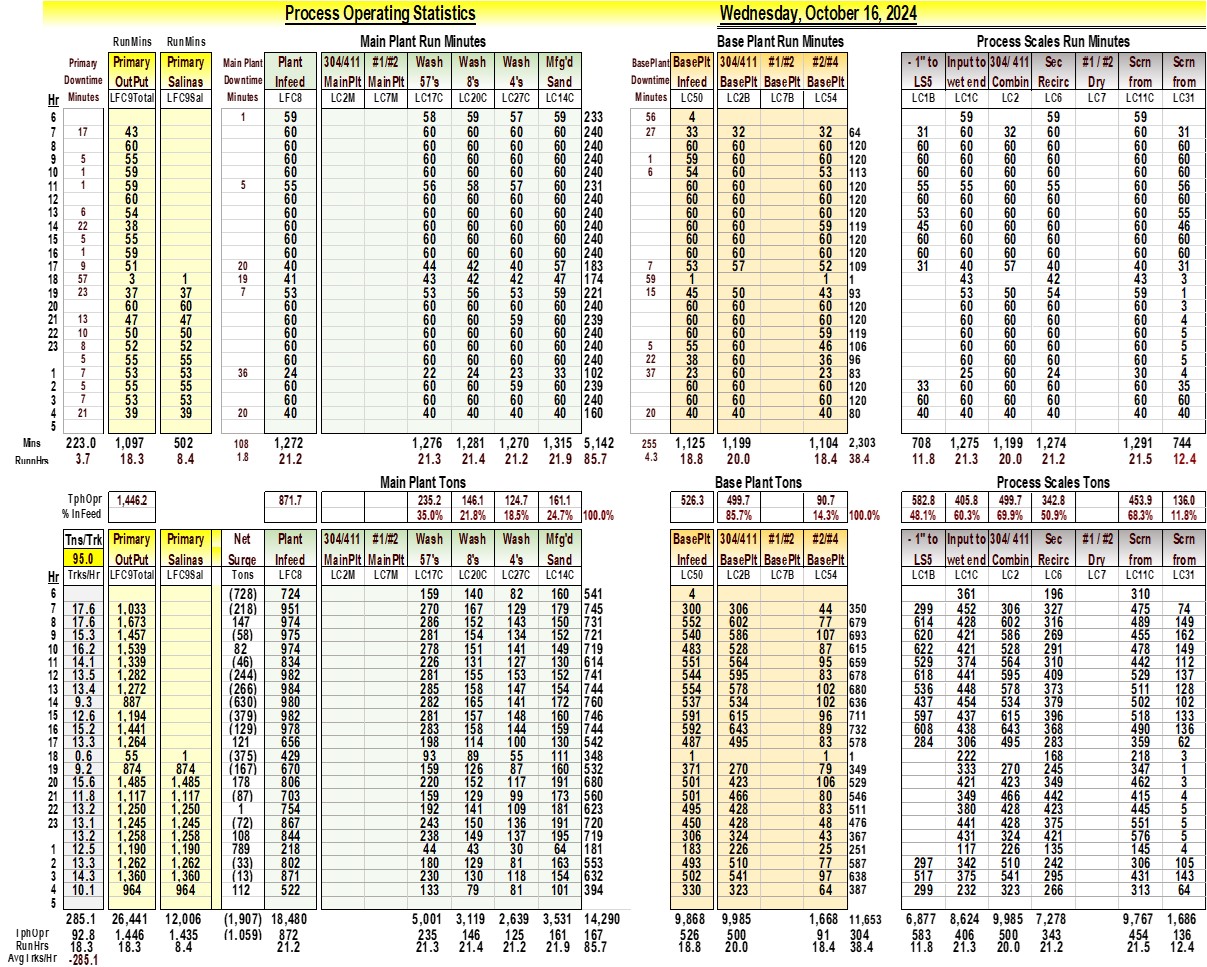 Process Operating Statistics Wednesday, October 16, 2024
RunMins RunMins Main Plant Run Minutes Base Plant Run Minutes Process Scales Run Minutes
Primary Primary Primary Main Plant Plant 304/411 #1/#2 Wash Wash Wash Mfg'd BasePlant BasePlt 304/411 #1/#2 #2/#4 - 1" to Input to 304/ 411 Sec #1 / #2 Scrn Scrn
Downtime OutPut Salinas Downtime Infeed MainPlt MainPlt 57's 8's 4's Sand Downtime Infeed BasePlt BasePlt BasePlt LS5 wet end Combin Recirc Dry from from
Hr Minutes LFC9Total LFC9Sal Minutes LFC8 LC2M LC7M LC17C LC20C LC27C LC14C Minutes LC50 LC2B LC7B LC54 LC1B LC1C LC2 LC6 LC7 LC11C LC31
6 1 59 58 59 57 59 233 56 4 59 59 59
7 17 43 60 60 60 60 60 240 27 33 32 32 64 31 60 32 60 60 31
8 60 60 60 60 60 60 240 60 60 60 120 60 60 60 60 60 60
9 5 55 60 60 60 60 60 240 1 59 60 60 120 60 60 60 60 60 60
10 1 59 60 60 60 60 60 240 6 54 60 53 113 60 60 60 60 60 60
11 1 59 5 55 56 58 57 60 231 60 60 60 120 55 55 60 55 60 56
12 60 60 60 60 60 60 240 60 60 60 120 60 60 60 60 60 60
13 6 54 60 60 60 60 60 240 60 60 60 120 53 60 60 60 60 55
14 22 38 60 60 60 60 60 240 60 60 59 119 45 60 60 60 60 46
15 5 55 60 60 60 60 60 240 60 60 60 120 60 60 60 60 60 60
16 1 59 60 60 60 60 60 240 60 60 60 120 60 60 60 60 60 60
17 9 51 20 40 44 42 40 57 183 7 53 57 52 109 31 40 57 40 40 31
18 57 3 1 19 41 43 42 42 47 174 59 1 1 1 43 42 43 3
19 23 37 37 7 53 53 56 53 59 221 15 45 50 43 93 53 50 54 59 1
20 60 60 60 60 60 60 60 240 60 60 60 120 60 60 60 60 3
21 13 47 47 60 60 60 59 60 239 60 60 60 120 60 60 60 60 4
22 10 50 50 60 60 60 60 60 240 60 60 59 119 60 60 60 60 5
23 8 52 52 60 60 60 60 60 240 5 55 60 46 106 60 60 60 60 5
5 55 55 60 60 60 60 60 240 22 38 60 36 96 60 60 60 60 5
1 7 53 53 36 24 22 24 23 33 102 37 23 60 23 83 25 60 24 30 4
2 5 55 55 60 60 60 59 60 239 60 60 60 120 33 60 60 60 60 35
3 7 53 53 60 60 60 60 60 240 60 60 60 120 60 60 60 60 60 60
4 21 39 39 20 40 40 40 40 40 160 20 40 40 40 80 40 40 40 40 40 40
5
Mins 223.0 1,097 502 108 1,272 1,276 1,281 1,270 1,315 5,142 255 1,125 1,199 1,104 2,303 708 1,275 1,199 1,274 1,291 744
RunnHrs 3.7 18.3 8.4 1.8 21.2 21.3 21.4 21.2 21.9 85.7 4.3 18.8 20.0 18.4 38.4 11.8 21.3 20.0 21.2 21.5 12.4
Main Plant Tons Base Plant Tons Process Scales Tons
TphOpr 1,446.2 871.7 235.2 146.1 124.7 161.1 526.3 499.7 90.7 582.8 405.8 499.7 342.8 453.9 136.0
% InFeed 35.0% 21.8% 18.5% 24.7% 100.0% 85.7% 14.3% 100.0% 48.1% 60.3% 69.9% 50.9% 68.3% 11.8%
Tns/Trk Primary Primary Net Plant 304/411 #1/#2 Wash Wash Wash Mfg'd BasePlt 304/411 #1/#2 #2/#4 - 1" to Input to 304/ 411 Sec #1 / #2 Scrn Scrn
95.0 OutPut Salinas Surge Infeed MainPlt MainPlt 57's 8's 4's Sand Infeed BasePlt BasePlt BasePlt LS5 wet end Combin Recirc Dry from from
Hr Trks/Hr LFC9Total LFC9Sal Tons LFC8 LC2M LC7M LC17C LC20C LC27C LC14C LC50 LC2B LC7B LC54 LC1B LC1C LC2 LC6 LC7 LC11C LC31
6 (728) 724 159 140 82 160 541 4 361 196 310
7 17.6 1,033 (218) 951 270 167 129 179 745 300 306 44 350 299 452 306 327 475 74
8 17.6 1,673 147 974 286 152 143 150 731 552 602 77 679 614 428 602 316 489 149
9 15.3 1,457 (58) 975 281 154 134 152 721 540 586 107 693 620 421 586 269 455 162
10 16.2 1,539 82 974 278 151 141 149 719 483 528 87 615 622 421 528 291 478 149
11 14.1 1,339 (46) 834 226 131 127 130 614 551 564 95 659 529 374 564 310 442 112
12 13.5 1,282 (244) 982 281 155 153 152 741 544 595 83 678 618 441 595 409 529 137
13 13.4 1,272 (266) 984 285 158 147 154 744 554 578 102 680 536 448 578 373 511 128
14 9.3 887 (630) 980 282 165 141 172 760 537 534 102 636 437 454 534 379 502 102
15 12.6 1,194 (379) 982 281 157 148 160 746 591 615 96 711 597 437 615 396 518 133
16 15.2 1,441 (129) 978 283 158 144 159 744 592 643 89 732 608 438 643 368 490 136
17 13.3 1,264 121 656 198 114 100 130 542 487 495 83 578 284 306 495 283 359 62
18 0.6 55 1 (375) 429 93 89 55 111 348 1 1 1 222 168 218 3
19 9.2 874 874 (167) 670 159 126 87 160 532 371 270 79 349 333 270 245 347 1
20 15.6 1,485 1,485 178 806 220 152 117 191 680 501 423 106 529 421 423 349 462 3
21 11.8 1,117 1,117 (87) 703 159 129 99 173 560 501 466 80 546 349 466 442 415 4
22 13.2 1,250 1,250 1 754 192 141 109 181 623 495 428 83 511 380 428 423 445 5
23 13.1 1,245 1,245 (72) 867 243 150 136 191 720 450 428 48 476 441 428 375 551 5
13.2 1,258 1,258 108 844 238 149 137 195 719 306 324 43 367 431 324 421 576 5
1 12.5 1,190 1,190 789 218 44 43 30 64 181 183 226 25 251 117 226 135 145 4
2 13.3 1,262 1,262 (33) 802 180 129 81 163 553 493 510 77 587 297 342 510 242 306 105
3 14.3 1,360 1,360 (13) 871 230 130 118 154 632 502 541 97 638 517 375 541 295 431 143
4 10.1 964 964 112 522 133 79 81 101 394 330 323 64 387 299 232 323 266 313 64
5
285.1 26,441 12,006 (1,907) 18,480 5,001 3,119 2,639 3,531 14,290 9,868 9,985 1,668 11,653 6,877 8,624 9,985 7,278 9,767 1,686
TphOpr 92.8 1,446 1,435 (1,059) 872 235 146 125 161 167 526 500 91 304 583 406 500 343 454 136
RunHrs 18.3 18.3 8.4 21.2 21.3 21.4 21.2 21.9 85.7 18.8 20.0 18.4 38.4 11.8 21.3 20.0 21.2 21.5 12.4
Avg Trks/Hr -285.1